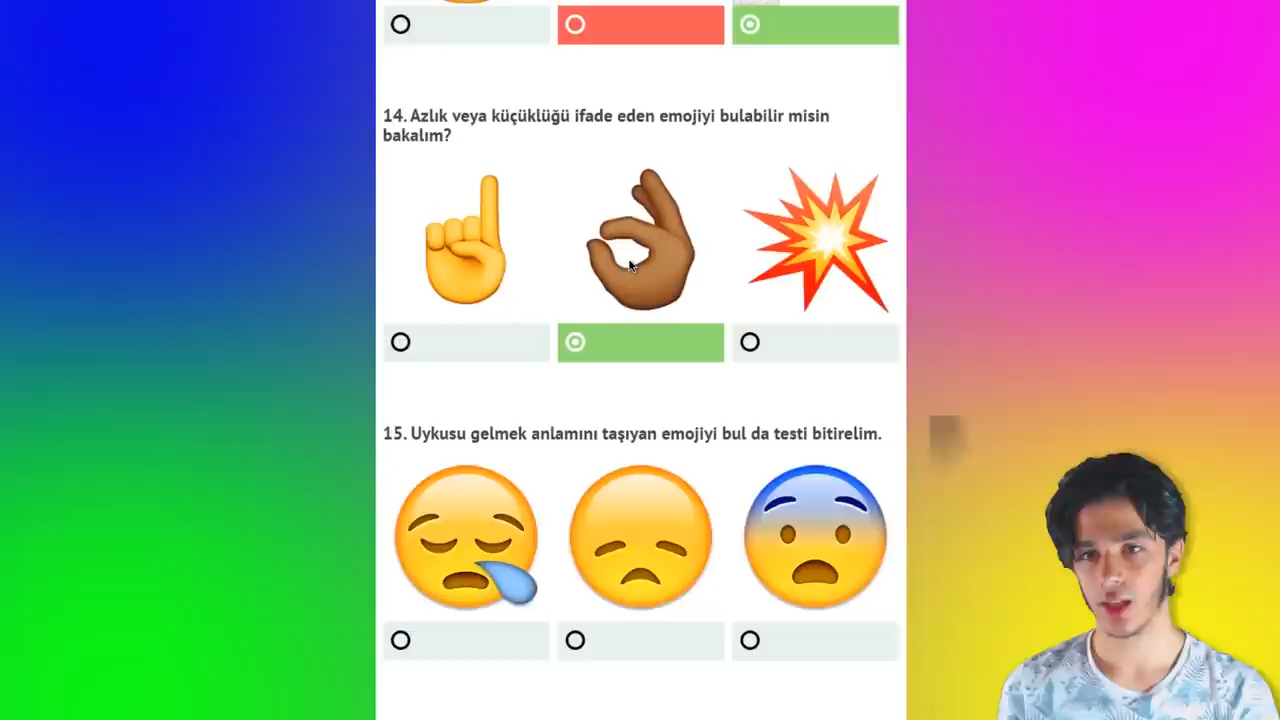 14. Azlık veya küçüklüğü ifade eden emojiyi bulabilir misin
bakalım?
15. Uykusu gelmek anlamını taşıyan emojiyi bul da testi bitirelim.